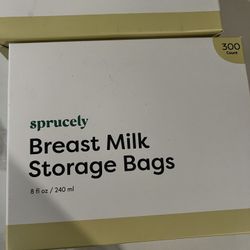 300
Count
sprucely
Breast Milk
Storage Bags
8 fl oz / 240 ml